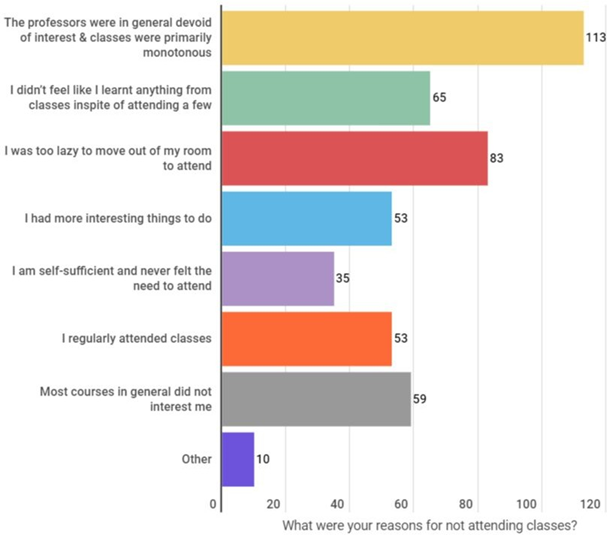 The professors were in general devoid
of interest & classes were primarily
monotonous
113
I didn't feel like I learnt anything from
classes inspite of attending a few
65
I was too lazy to move out of my room
to attend
83
I had more interesting things to do
53
I am self-sufficient and never felt the
need to attend
35
I regularly attended classes
53
Most courses in general did not
interest me
59
Other
10
0 20 40 60 80 100 120
What were your reasons for not attending classes?